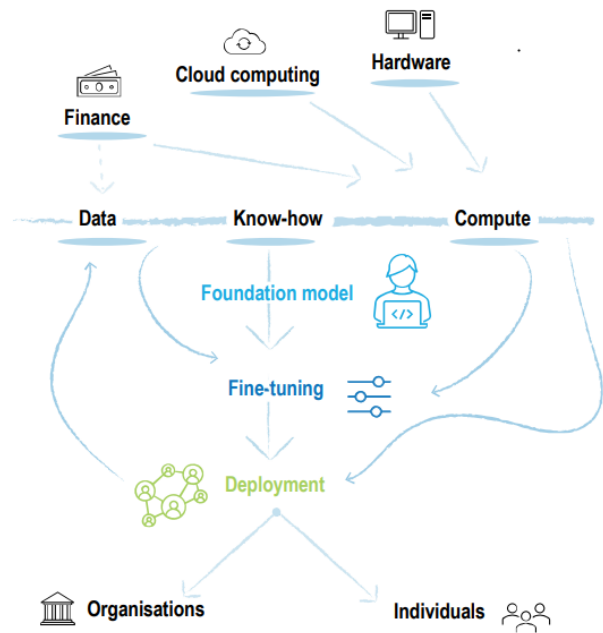 Hardware
Cloud computing
Finance
Data
Know-how
Compute
Foundation model
</>
Fine-tuning
Deployment
Organisations
Individuals